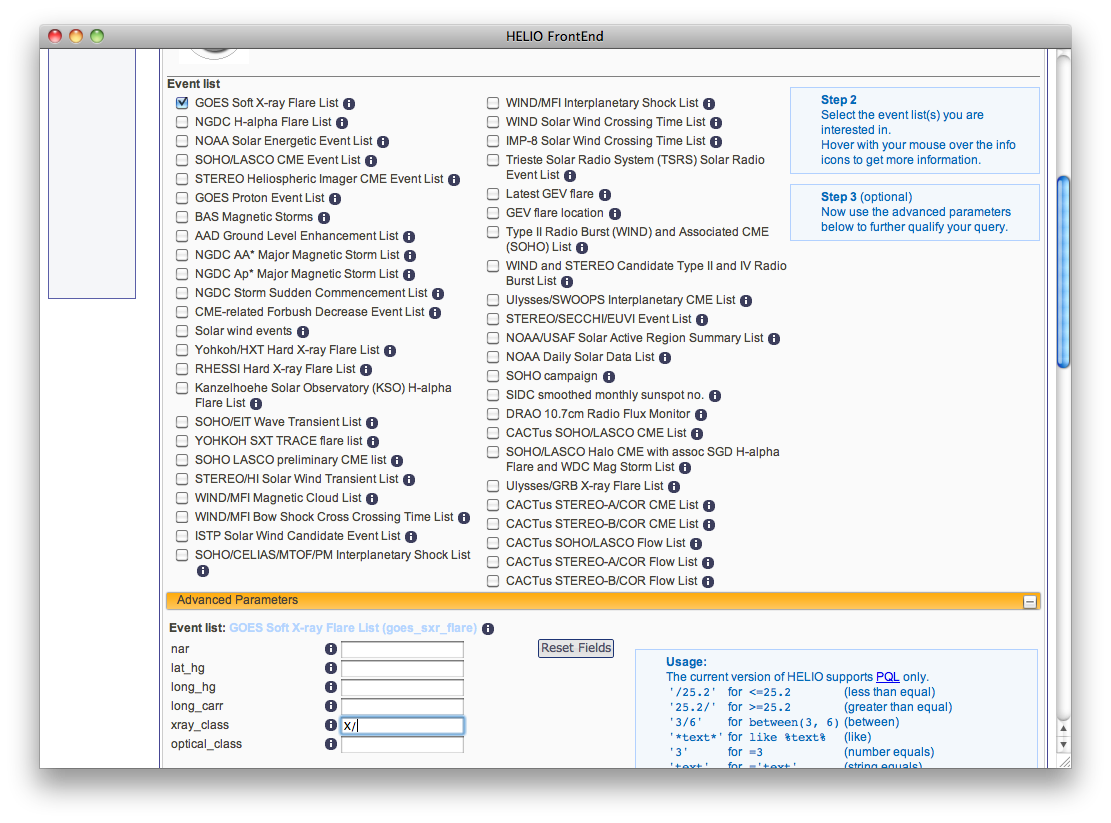 HELIO FrontEnd
Event list
GOES Soft X-ray Flare List
NGDC H-alpha Flare List
NOAA Solar Energetic Event List
SOHO/LASCO CME Event List
STEREO Heliospheric Imager CME Event List
GOES Proton Event List
BAS Magnetic Storms
AAD Ground Level Enhancement List
NGDC AA* Major Magnetic Storm List
NGDC Ap* Major Magnetic Storm List
NGDC Storm Sudden Commencement List
CME-related Forbush Decrease Event List
Solar wind events
Yohkoh/HXT Hard X-ray Flare List
RHESSI Hard X-ray Flare List
Kanzelhoehe Solar Observatory (KSO) H-alpha
Flare List
SOHO/EIT Wave Transient List
YOHKOH SXT TRACE flare list
SOHO LASCO preliminary CME list
STEREO/HI Solar Wind Transient List
WIND/MFI Magnetic Cloud List
WIND/MFI Bow Shock Cross Crossing Time List
ISTP Solar Wind Candidate Event List
SOHO/CELIAS/MTOF/PM Interplanetary Shock List
WIND/MFI Interplanetary Shock List
WIND Solar Wind Crossing Time List
IMP-8 Solar Wind Crossing Time List
Trieste Solar Radio System (TSRS) Solar Radio
Event List
Latest GEV flare
GEV flare location
Type II Radio Burst (WIND) and Associated CME
(SOHO) List
WIND and STEREO Candidate Type II and IV Radio
Burst List
Ulysses/SWOOPS Interplanetary CME List
STEREO/SECCHI/EUVI Event List
NOAA/USAF Solar Active Region Summary List
NOAA Daily Solar Data List
SOHO campaign
SIDC smoothed monthly sunspot no.
DRAO 10.7cm Radio Flux Monitor
CACTus SOHO/LASCO CME List
SOHO/LASCO Halo CME with assoc SGD H-alpha
Flare and WDC Mag Storm List
Ulysses/GRB X-ray Flare List
CACTus STEREO-A/COR CME List
CACTus STEREO-B/COR CME List
CACTus SOHO/LASCO Flow List
CACTus STEREO-A/COR Flow List
CACTus STEREO-B/COR Flow List
Step 2
Select the event list(s) you are
interested in.
Hover with your mouse over the info
icons to get more information.
Step 3 (optional)
Now use the advanced parameters
below to further qualify your query.
Advanced Parameters
Event list: GOES Soft X-ray Flare List (goes_sxr_flare)
nar
lat_hg
long_hg
long_carr
xray_class X/
optical_class
Reset Fields
Usage:
The current version of HELIO supports PQL only.
'/25.2' for <=25.2 (less than equal)
'25.2/' for >=25.2 (greater than equal)
'3/6' for between(3, 6) (between)
'*text*' for like %text% (like)
'3' for =3 (number equals)
'text' for ='text' (string equals)